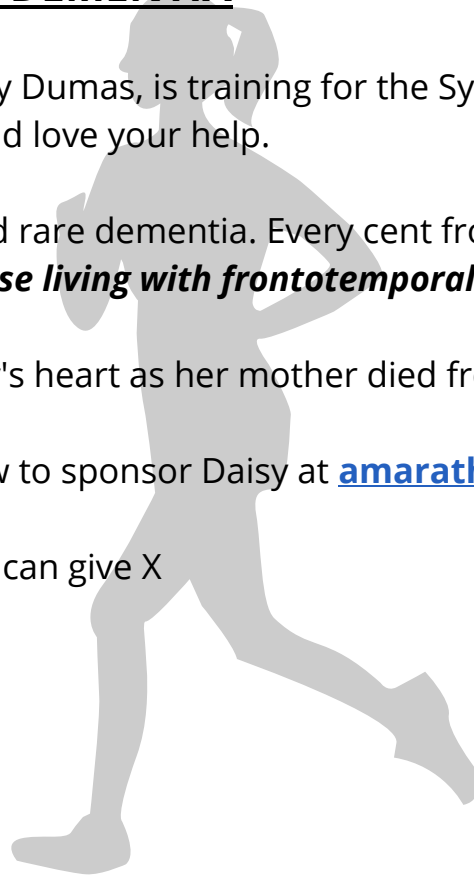 y Dumas, is training for the Sy
d love your help.
d rare dementia. Every cent fro
se living with frontotemporal
's heart as her mother died fr
w to sponsor Daisy at amarath
can give X